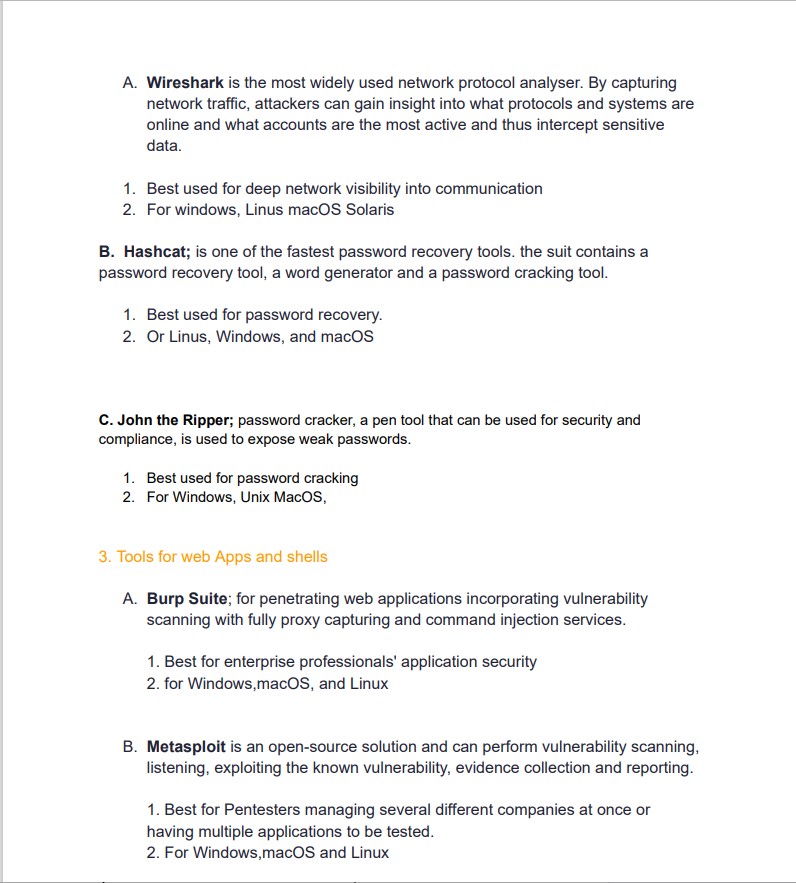 A. Wireshark is the most widely used network protocol analyser. By capturing
network traffic, attackers can gain insight into what protocols and systems are
online and what accounts are the most active and thus intercept sensitive
data.
1. Best used for deep network visibility into communication
2. For windows, Linus macOS Solaris
B. Hashcat; is one of the fastest password recovery tools. the suit contains a
password recovery tool, a word generator and a password cracking tool.
1. Best used for password recovery.
2. Or Linus, Windows, and macOS
C. John the Ripper; password cracker, a pen tool that can be used for security and
compliance, is used to expose weak passwords.
1. Best used for password cracking
2. For Windows, Unix MacOS,
3. Tools for web Apps and shells
A. Burp Suite; for penetrating web applications incorporating vulnerability
scanning with fully proxy capturing and command injection services.
1. Best for enterprise professionals' application security
2. for Windows,macOS, and Linux
B. Metasploit is an open-source solution and can perform vulnerability scanning,
listening, exploiting the known vulnerability, evidence collection and reporting.
1. Best for Pentesters managing several different companies at once or
having multiple applications to be tested.
2. For Windows,macOS and Linux